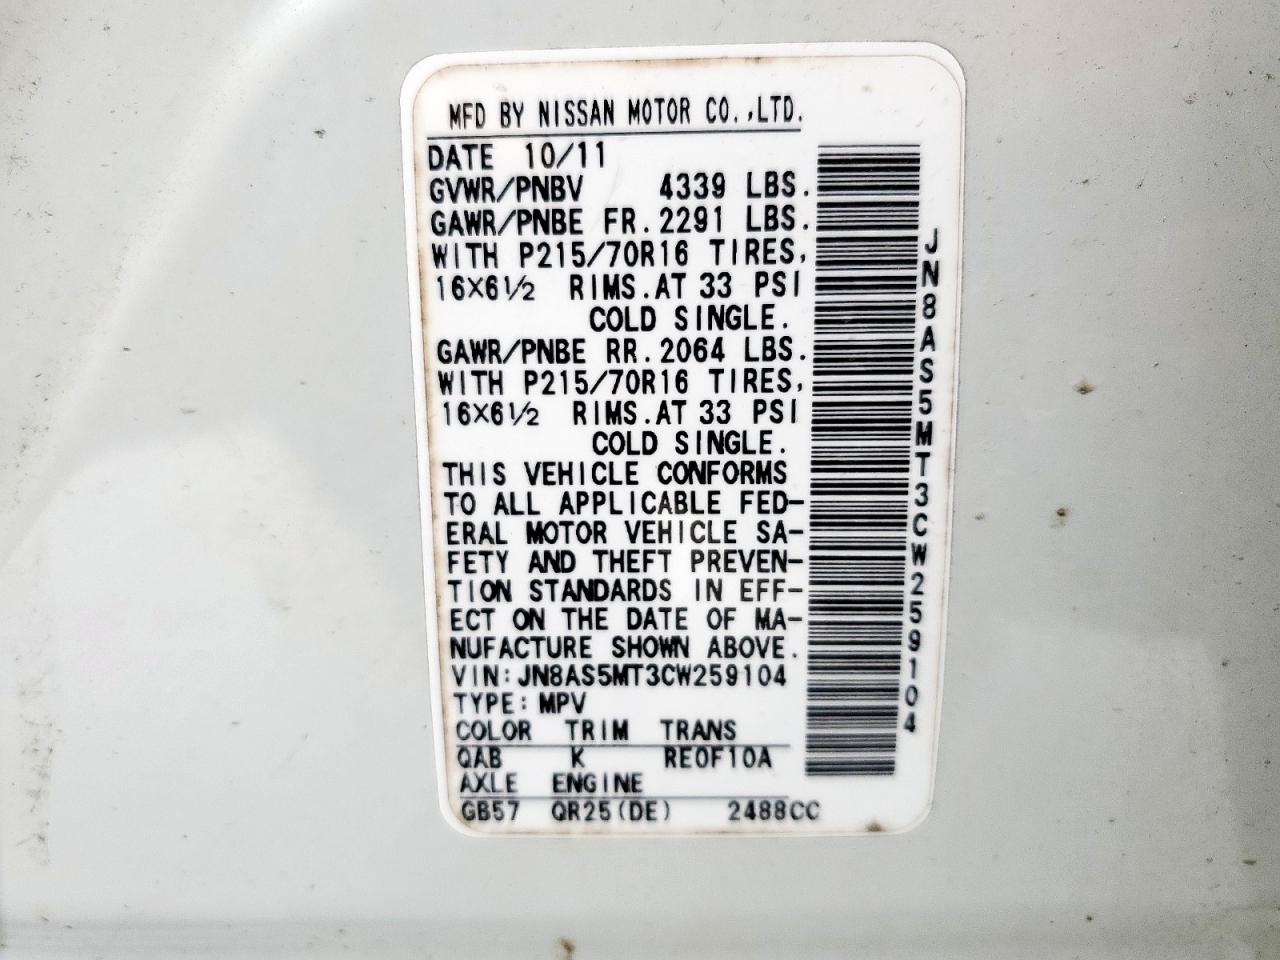 MFD BY NISSAN MOTOR CO.,LTD.
DATE 10/11
GVWR/PNBV 4339 LBS.
GAWR/PNBE FR.2291 LBS.
WITH P215/70R16 TIRES,
16X6½ RIMS.AT 33 PSI
COLD SINGLE.
GAWR/PNBE RR.2064 LBS.
WITH P215/70R16 TIRES,
16X6½ RIMS.AT 33 PSI
COLD SINGLE.
THIS VEHICLE CONFORMS
TO ALL APPLICABLE FED-
ERAL MOTOR VEHICLE SA-
FETY AND THEFT PREVEN-
TION STANDARDS IN EFF-
ECT ON THE DATE OF MA-
NUFACTURE SHOWN ABOVE.
VIN:JN8AS5MT3CW259104
TYPE:MPV
COLOR TRIM TRANS
QAB K RE0F10A
AXLE ENGINE
GB57 QR25(DE) 2488CC
JN8AS5MT3CW259104